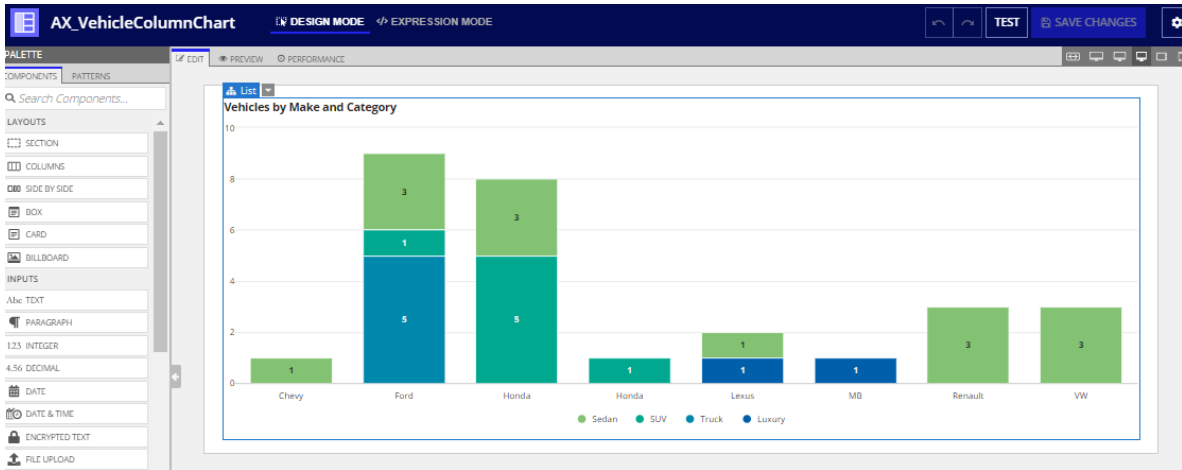 AX_VehicleColumnChart
DESIGN MODE
</> EXPRESSION MODE
TEST
SAVE CHANGES
PALETTE
EDIT
PREVIEW
PERFORMANCE
COMPONENTS
PATTERNS
Search Components...
LAYOUTS
SECTION
COLUMNS
SIDE BY SIDE
BOX
CARD
BILLBOARD
INPUTS
Abc TEXT
PARAGRAPH
123 INTEGER
4.56 DECIMAL
DATE
DATE & TIME
ENCRYPTED TEXT
FILE UPLOAD
List
Vehicles by Make and Category
10
8
6
4
2
0
1
3
1
5
3
5
1
1
1
1
3
3
Chevy Ford Honda Honda Lexus MB Renault VW
Sedan SUV Truck Luxury